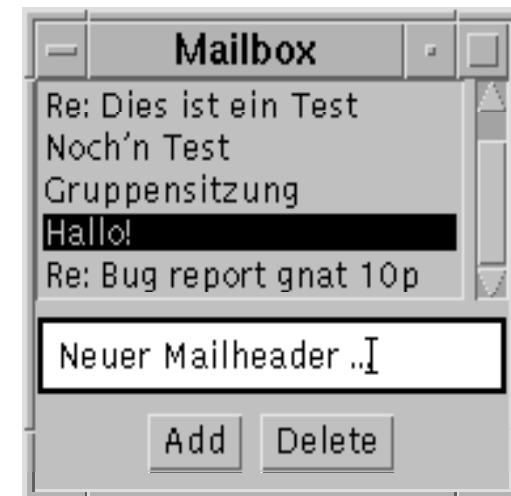 Mailbox
Re: Dies ist ein Test
Noch'n Test
Gruppensitzung
Hallo!
Re: Bug report gnat 10p
Neuer Mailheader ...
Add Delete